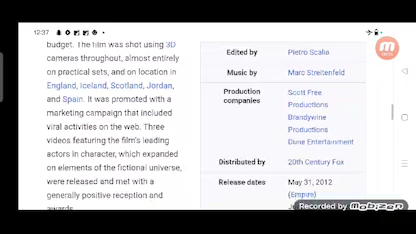 12:37
budget. The film was shot using 3D
cameras throughout, almost entirely
on practical sets, and on location in
England, Iceland, Scotland, Jordan,
and Spain. It was promoted with a
marketing campaign that included
viral activities on the web. Three
videos featuring the film's leading
actors in character, which expanded
on elements of the fictional universe,
were released and met with a
generally positive reception and
awards.
Edited by Pietro Scalia
Music by Marc Streitenfeld
Production Scott Free
companies Productions
Brandywine
Productions
Dune Entertainment
Distributed by 20th Century Fox
Release dates May 31, 2012
(Empire)
Recorded by Mobizen